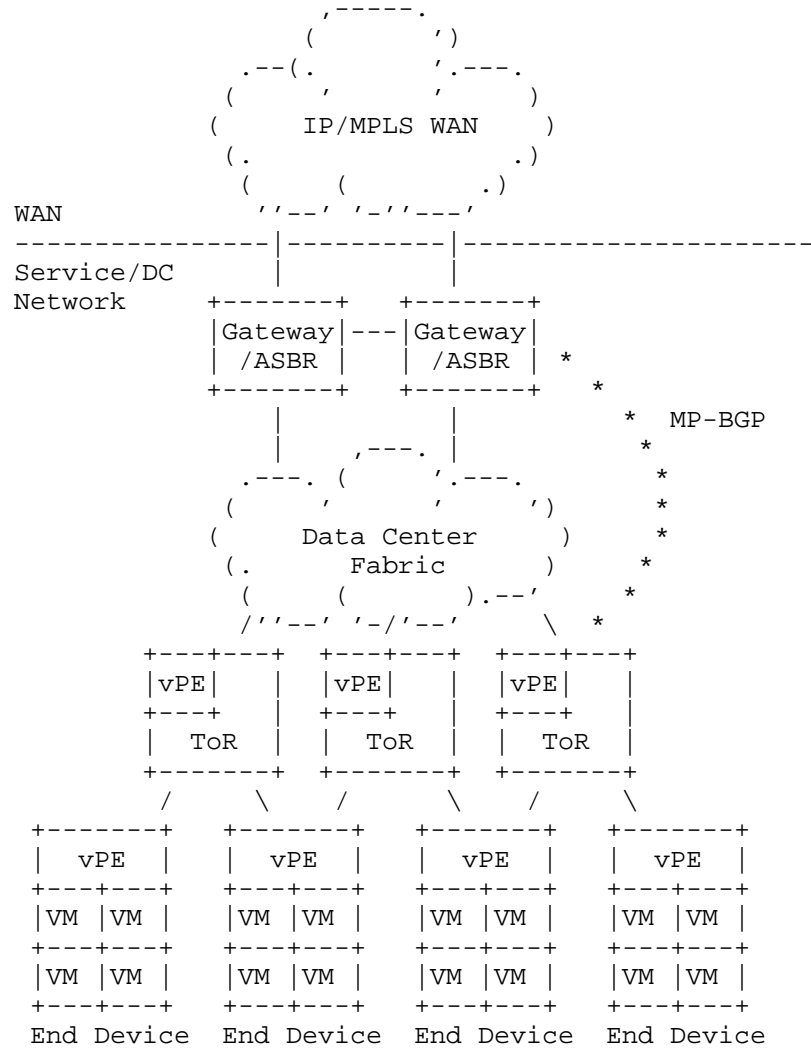 IP/MPLS WAN
WAN
Service/DC
Network
Gateway Gateway
/ASBR /ASBR
MP-BGP
Data Center
Fabric
vPE vPE vPE
ToR ToR ToR
vPE vPE vPE vPE
VM VM VM VM VM VM VM VM
VM VM VM VM VM VM VM VM
End Device End Device End Device End Device